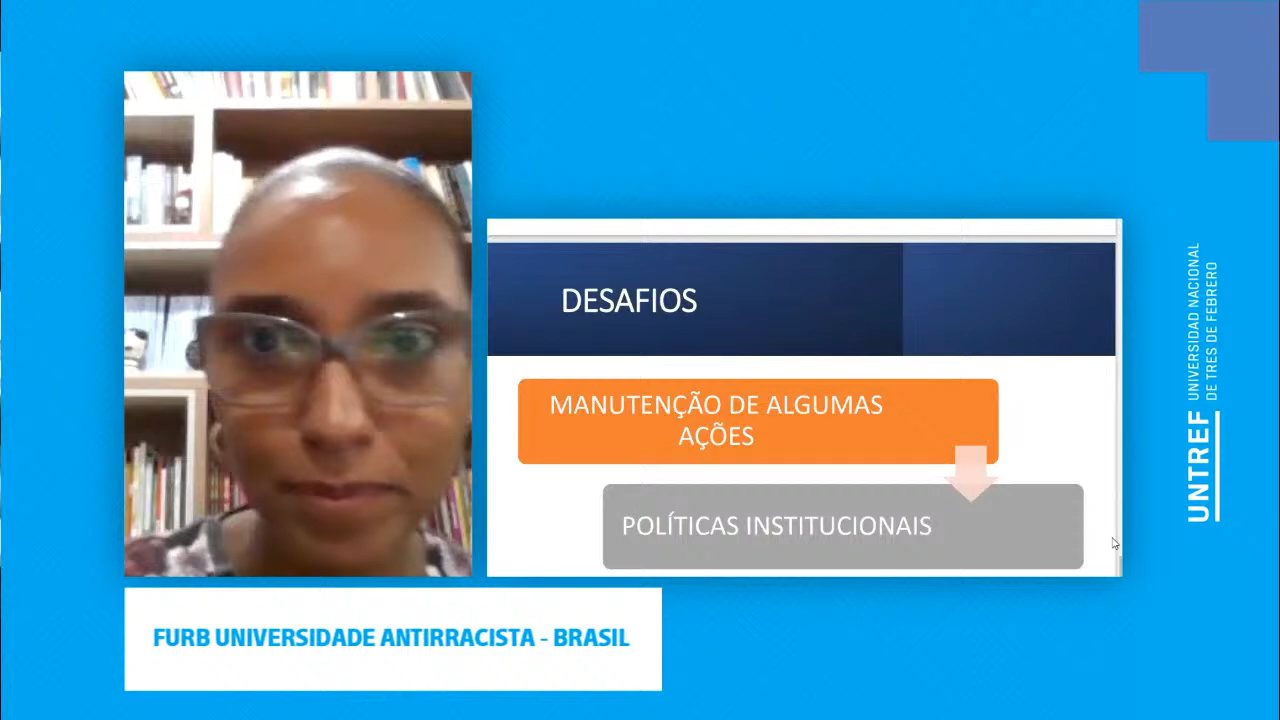 DESAFIOS
MANUTENÇÃO DE ALGUMAS
AÇÕES
POLÍTICAS INSTITUCIONAIS
FURB UNIVERSIDADE ANTIRRACISTA - BRASIL
UNTREF
UNIVERSIDAD NACIONAL
DE TRES DE FEBRERO